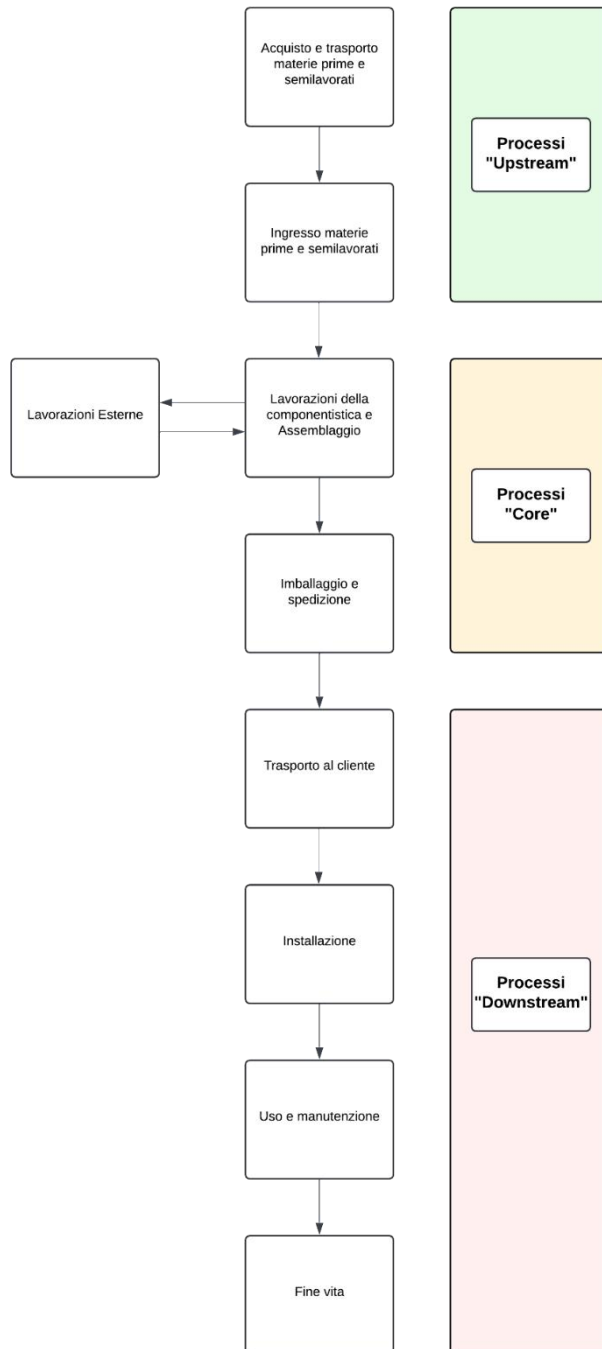 Acquisto e trasporto
materie prime e
semilavorati
Processi
"Upstream"
Ingresso materie
prime e semilavorati
Lavorazioni Esterne
Lavorazioni della
componentistica e
Assemblaggio
Processi
"Core"
Imballaggio e
spedizione
Trasporto al cliente
Installazione
Processi
"Downstream"
Uso e manutenzione
Fine vita